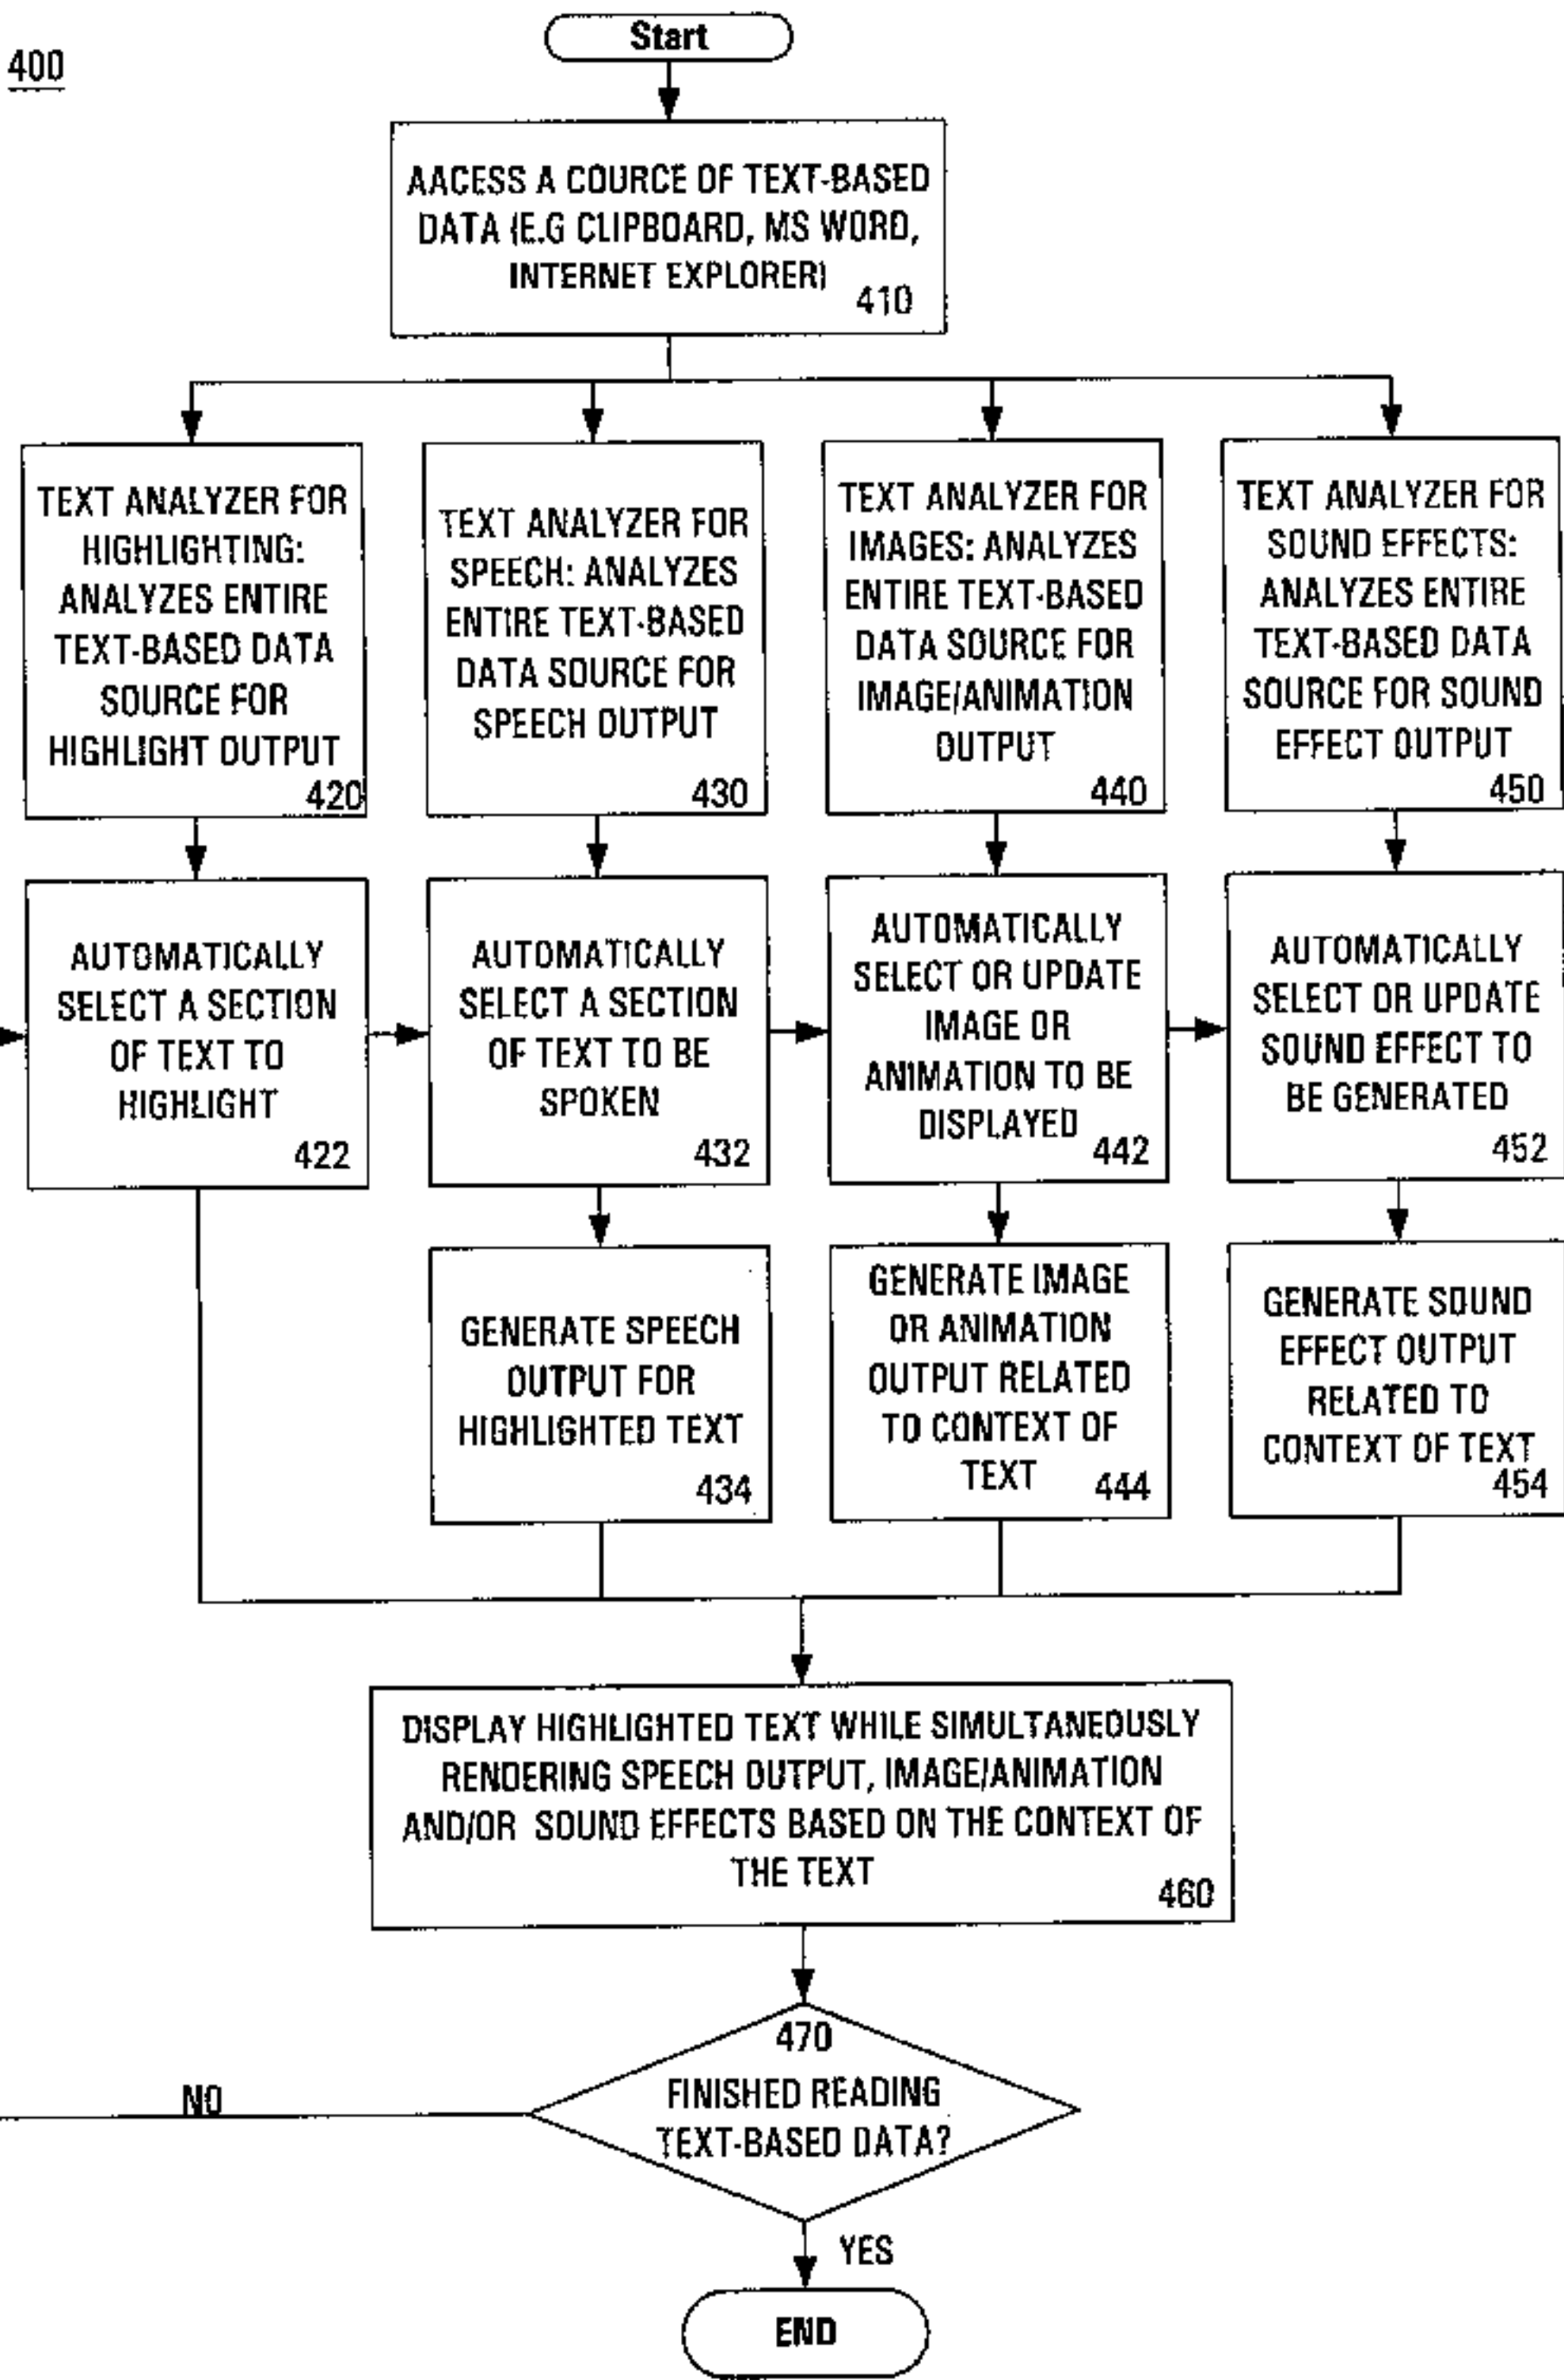 400
Start
AACESS A COURCE OF TEXT-BASED
DATA (E.G CLIPBOARD, MS WORD,
INTERNET EXPLORER)
410
TEXT ANALYZER FOR
HIGHLIGHTING:
ANALYZES ENTIRE
TEXT-BASED DATA
SOURCE FOR
HIGHLIGHT OUTPUT
420
TEXT ANALYZER FOR
SPEECH: ANALYZES
ENTIRE TEXT-BASED
DATA SOURCE FOR
SPEECH OUTPUT
430
TEXT ANALYZER FOR
IMAGES: ANALYZES
ENTIRE TEXT-BASED
DATA SOURCE FOR
IMAGE/ANIMATION
OUTPUT
440
TEXT ANALYZER FOR
SOUND EFFECTS:
ANALYZES ENTIRE
TEXT-BASED DATA
SOURCE FOR SOUND
EFFECT OUTPUT
450
AUTOMATICALLY
SELECT A SECTION
OF TEXT TO
HIGHLIGHT
422
AUTOMATICALLY
SELECT A SECTION
OF TEXT TO BE
SPOKEN
432
AUTOMATICALLY
SELECT OR UPDATE
IMAGE OR
ANIMATION TO BE
DISPLAYED
442
AUTOMATICALLY
SELECT OR UPDATE
SOUND EFFECT TO
BE GENERATED
452
GENERATE SPEECH
OUTPUT FOR
HIGHLIGHTED TEXT
434
GENERATE IMAGE
OR ANIMATION
OUTPUT RELATED
TO CONTEXT OF
TEXT
444
GENERATE SOUND
EFFECT OUTPUT
RELATED TO
CONTEXT OF TEXT
454
DISPLAY HIGHLIGHTED TEXT WHILE SIMULTANEOUSLY
RENDERING SPEECH OUTPUT, IMAGE/ANIMATION
AND/OR SOUND EFFECTS BASED ON THE CONTEXT OF
THE TEXT
460
470
FINISHED READING
TEXT-BASED DATA?
NO
YES
END